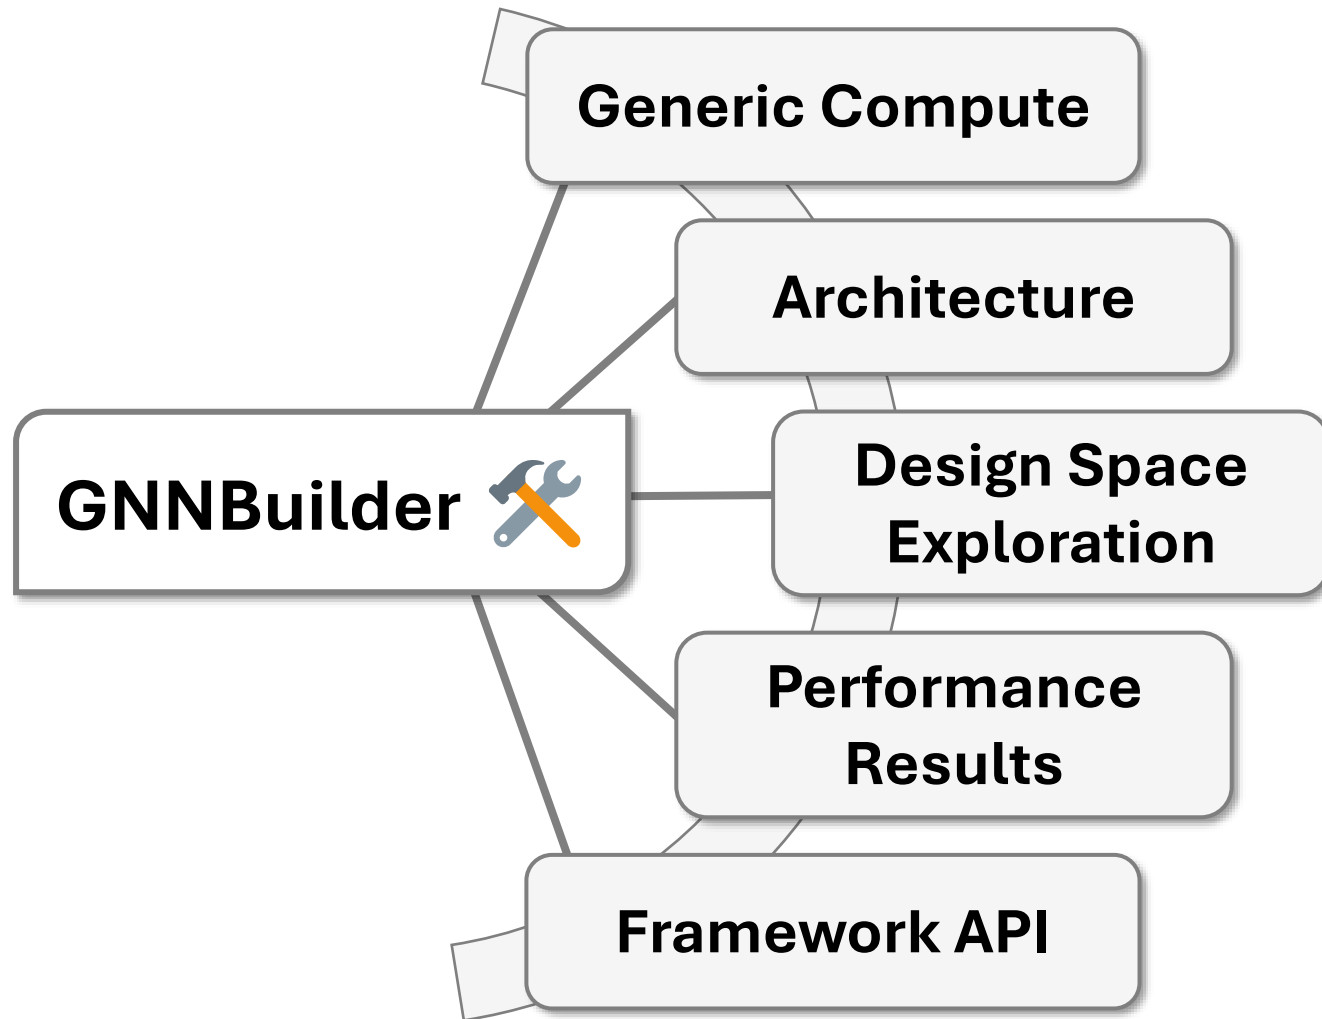 Generic Compute
Architecture
GNNBuilder
Design Space
Exploration
Performance
Results
Framework API